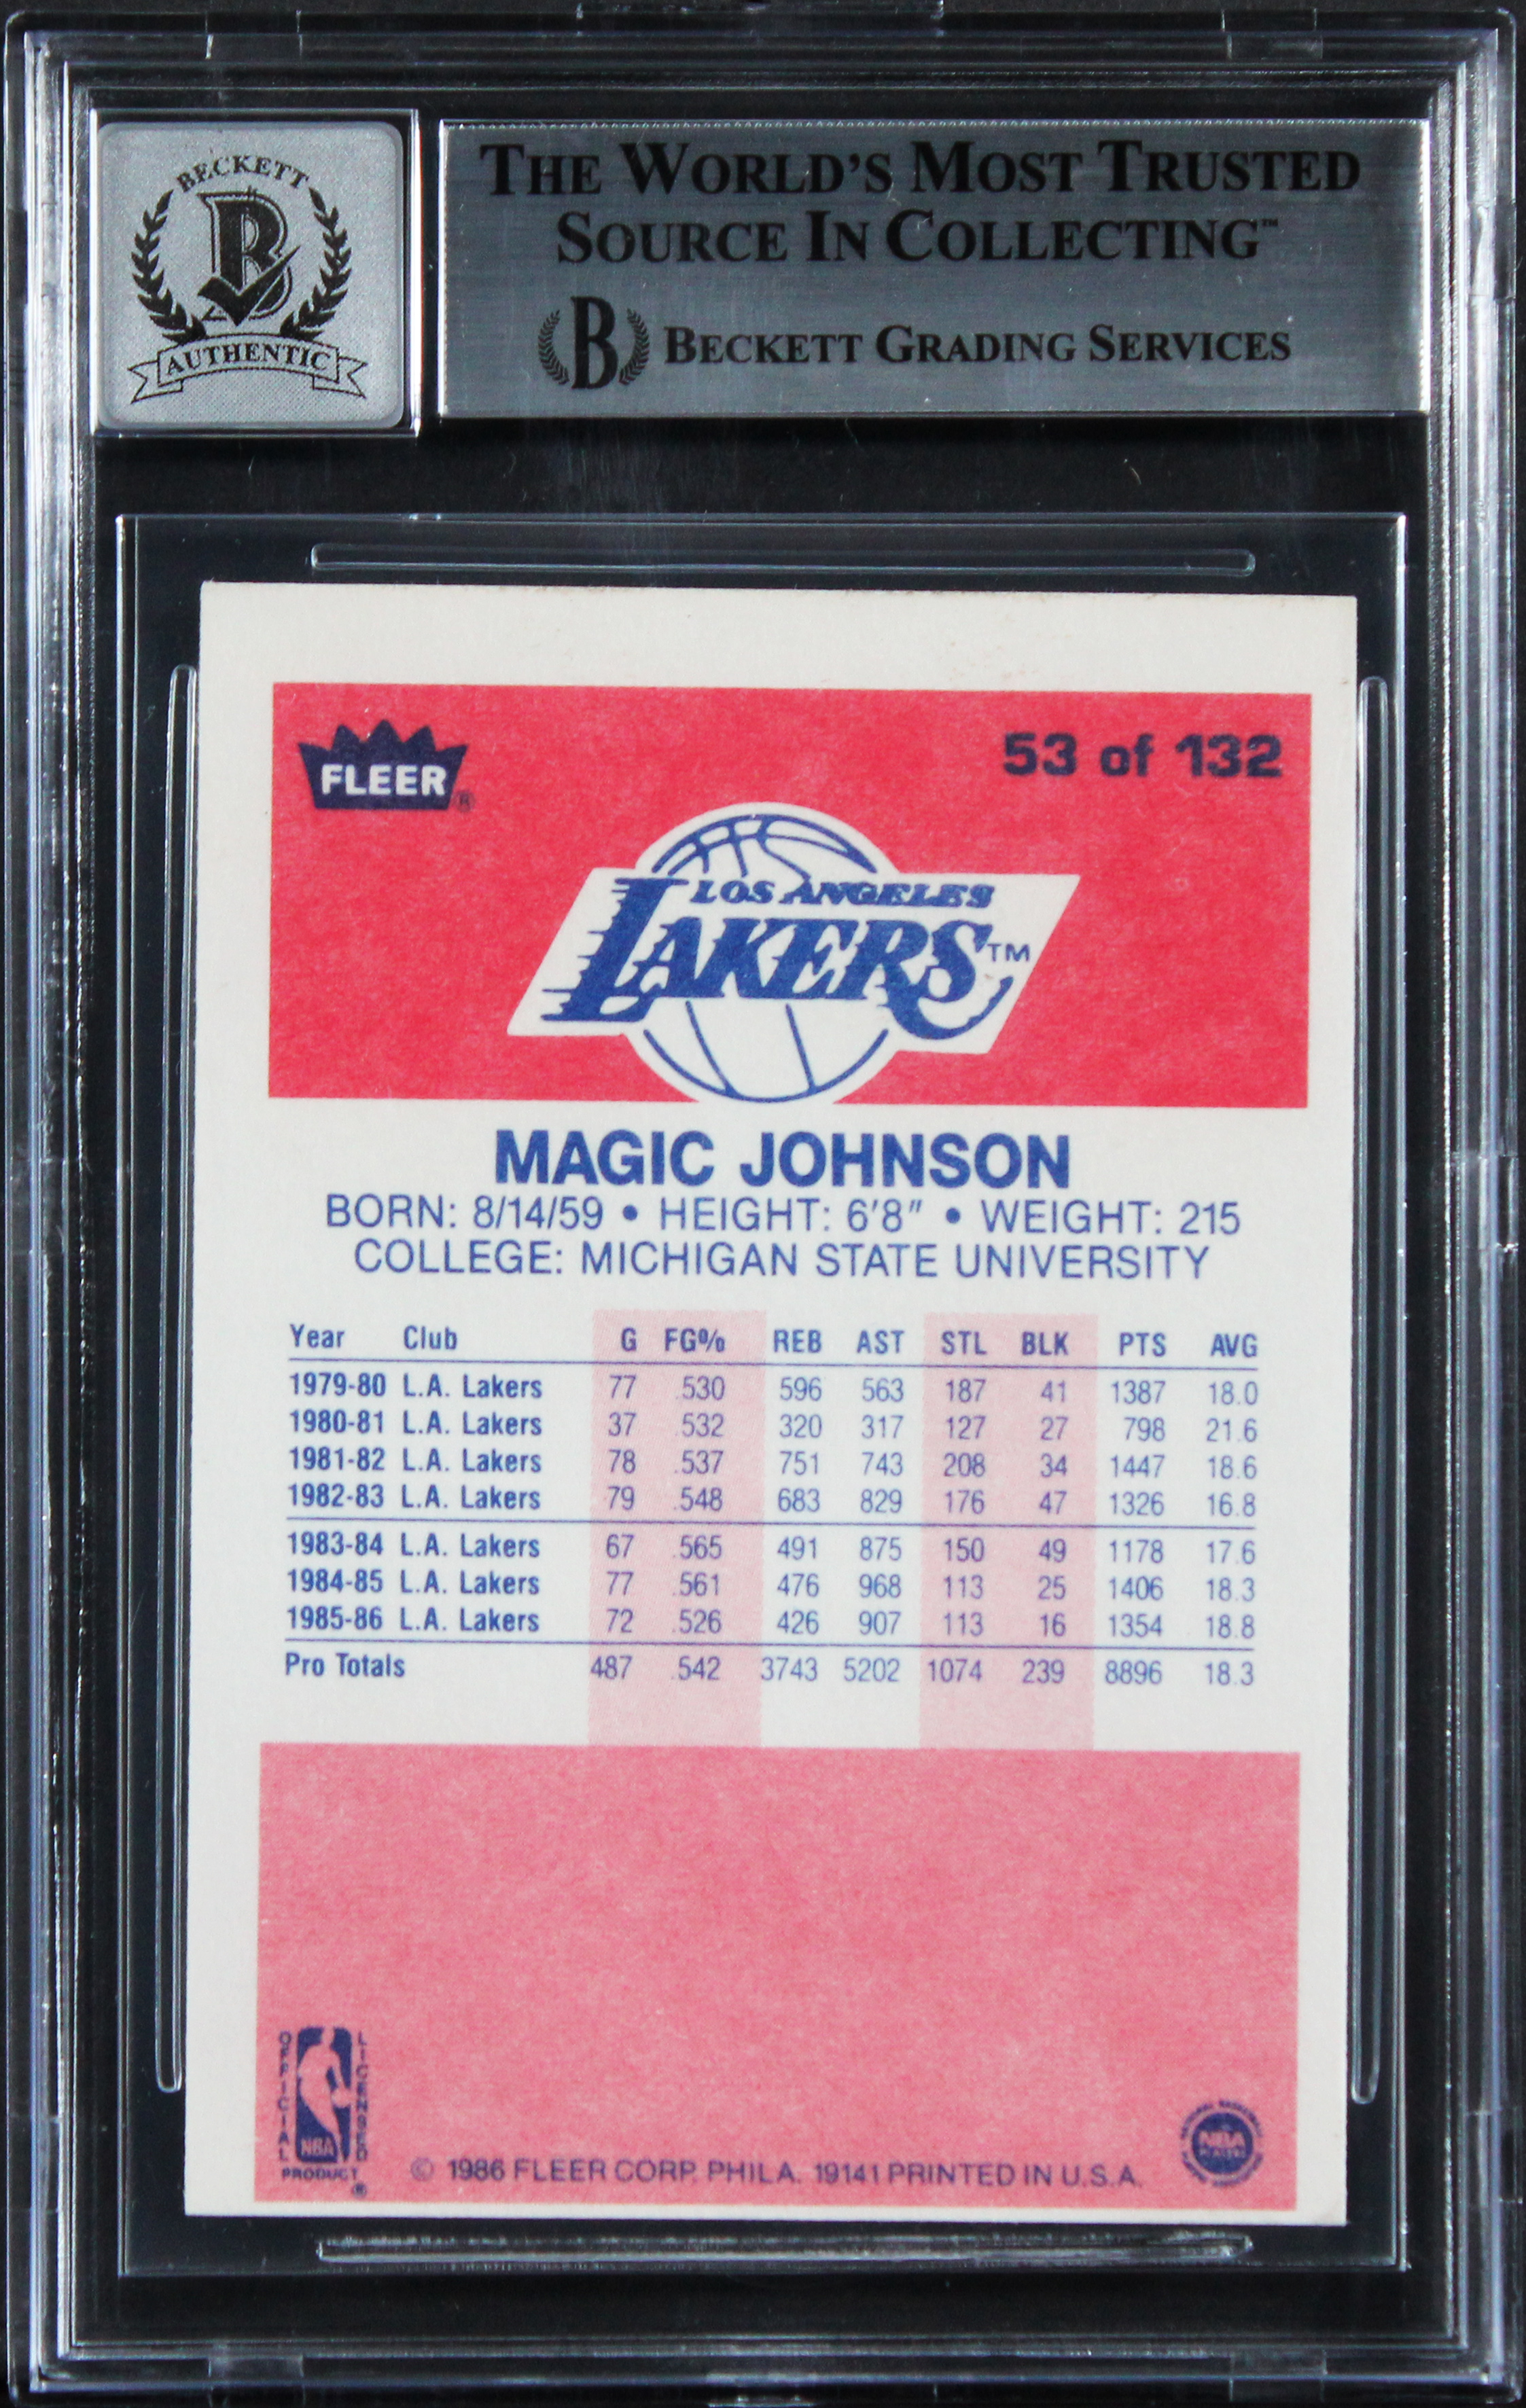 BECKETT
AUTHENTIC
THE WORLD'S MOST TRUSTED
SOURCE IN COLLECTING™
B BECKETT GRADING SERVICES
FLEER®
53 of 132
LOS ANGELES
LAKERS™
MAGIC JOHNSON
BORN: 8/14/59 • HEIGHT: 6'8" • WEIGHT: 215
COLLEGE: MICHIGAN STATE UNIVERSITY
Year Club G FG% REB AST STL BLK PTS AVG
1979-80 L.A. Lakers 77 .530 596 563 187 41 1387 18.0
1980-81 L.A. Lakers 37 .532 320 317 127 27 798 21.6
1981-82 L.A. Lakers 78 .537 751 743 208 34 1447 18.6
1982-83 L.A. Lakers 79 .548 683 829 176 47 1326 16.8
1983-84 L.A. Lakers 67 .565 491 875 150 49 1178 17.6
1984-85 L.A. Lakers 77 .561 476 968 113 25 1406 18.3
1985-86 L.A. Lakers 72 .526 426 907 113 16 1354 18.8
Pro Totals 487 .542 3743 5202 1074 239 8896 18.3
OFFICIAL
LICENSED
NBA
PRODUCT®
© 1986 FLEER CORP. PHILA. 19141 PRINTED IN U.S.A.
NBA